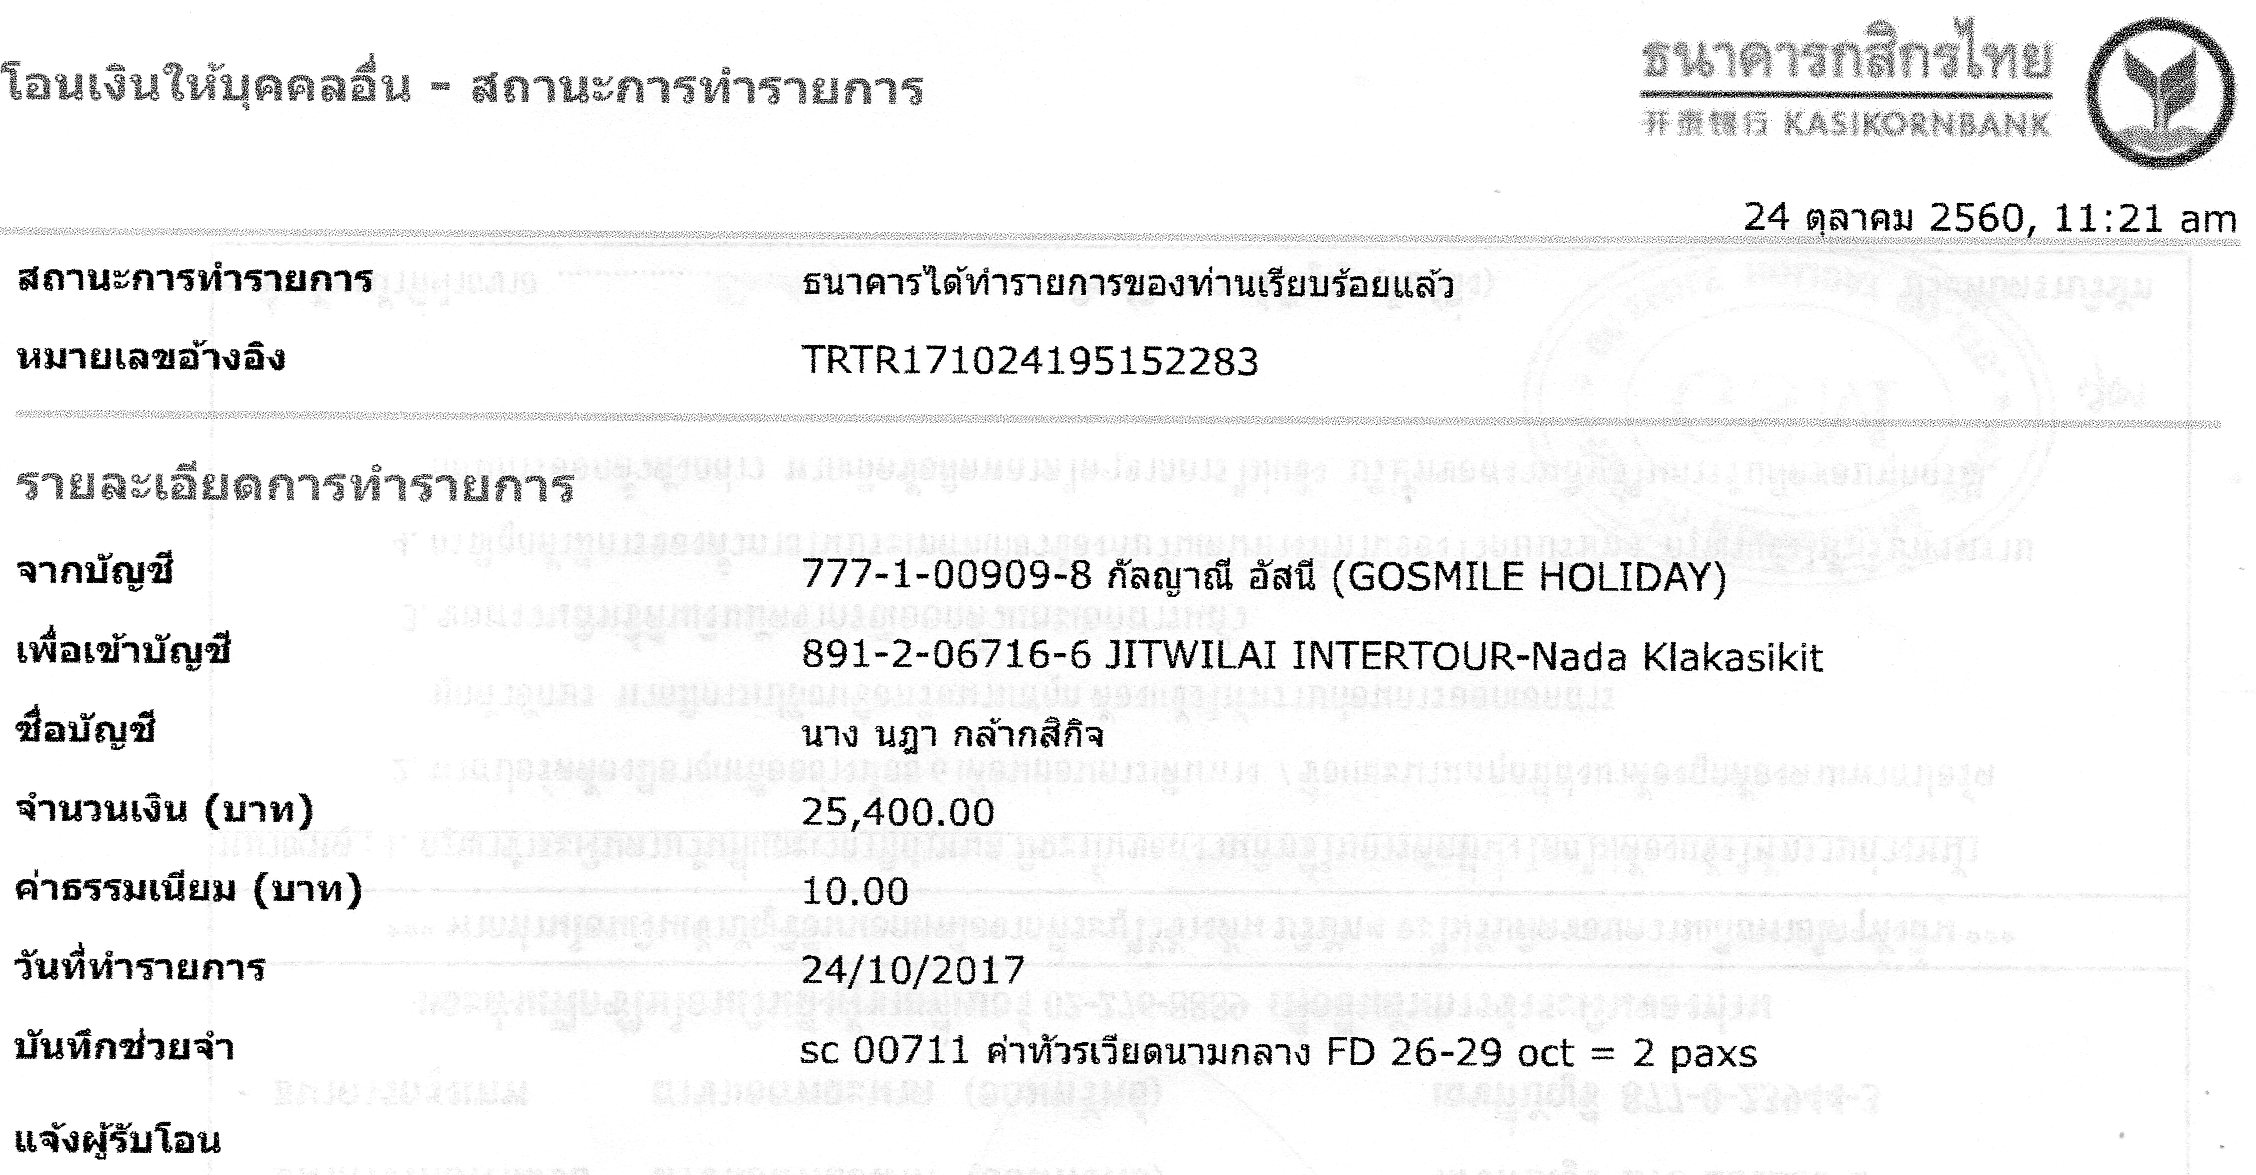 ธนาคารกสิกรไทย
开泰银行 KASIKORNBANK
โอนเงินให้บุคคลอื่น - สถานะการทำรายการ
24 ตุลาคม 2560, 11:21 am
สถานะการทำรายการ ธนาคารได้ทำรายการของท่านเรียบร้อยแล้ว
หมายเลขอ้างอิง TRTR171024195152283
รายละเอียดการทำรายการ
จากบัญชี 777-1-00909-8 กัลญาณี อัสนี (GOSMILE HOLIDAY)
เพื่อเข้าบัญชี 891-2-06716-6 JITWILAI INTERTOUR-Nada Klakasikit
ชื่อบัญชี นาง นฎา กล้ากสิกิจ
จำนวนเงิน (บาท) 25,400.00
ค่าธรรมเนียม (บาท) 10.00
วันที่ทำรายการ 24/10/2017
บันทึกช่วยจำ sc 00711 ค่าทัวรเวียดนามกลาง FD 26-29 oct = 2 paxs
แจ้งผู้รับโอน